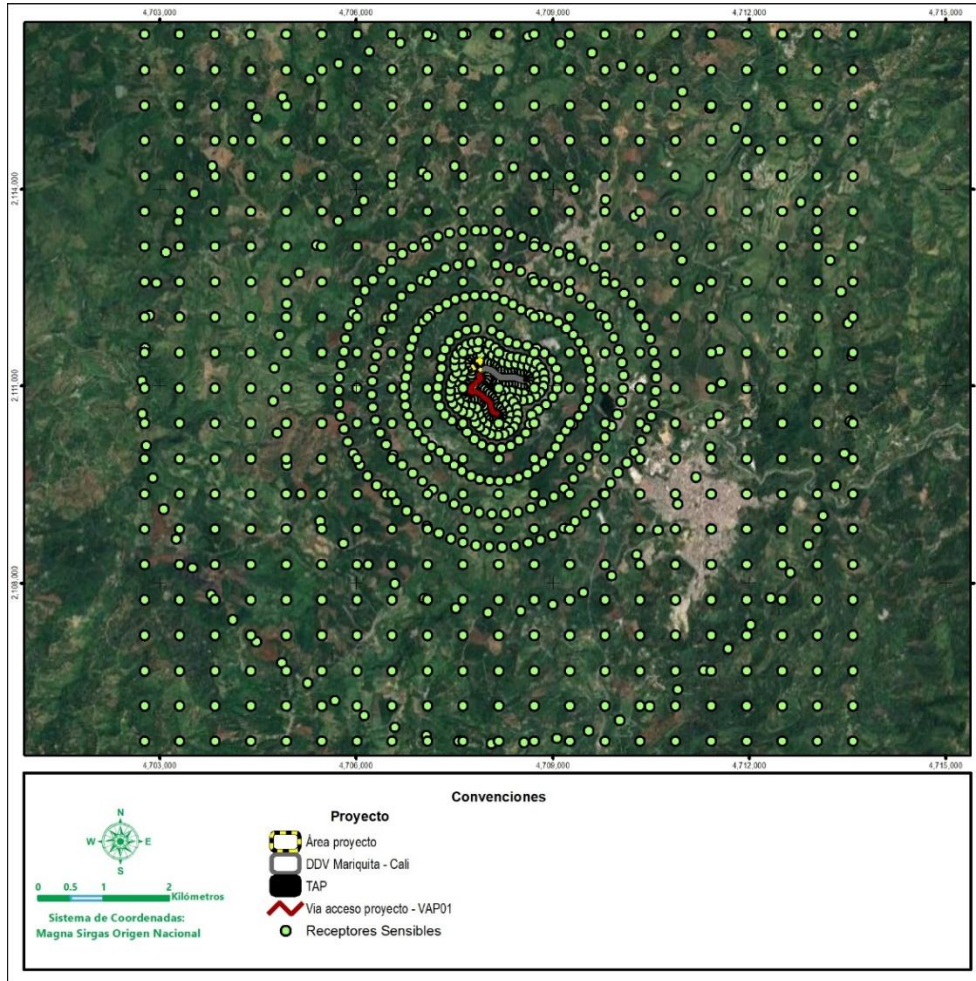 4,703,000 4,706,000 4,709,000 4,712,000 4,715,000
2,114,000
2,111,000
2,108,000
4,703,000 4,706,000 4,709,000 4,712,000 4,715,000
Convenciones
Proyecto
N
W E
S
0 0.5 1 2
Kilómetros
Sistema de Coordenadas:
Magna Sirgas Origen Nacional
Área proyecto
DDV Mariquita - Cali
TAP
Via acceso proyecto - VAP01
Receptores Sensibles